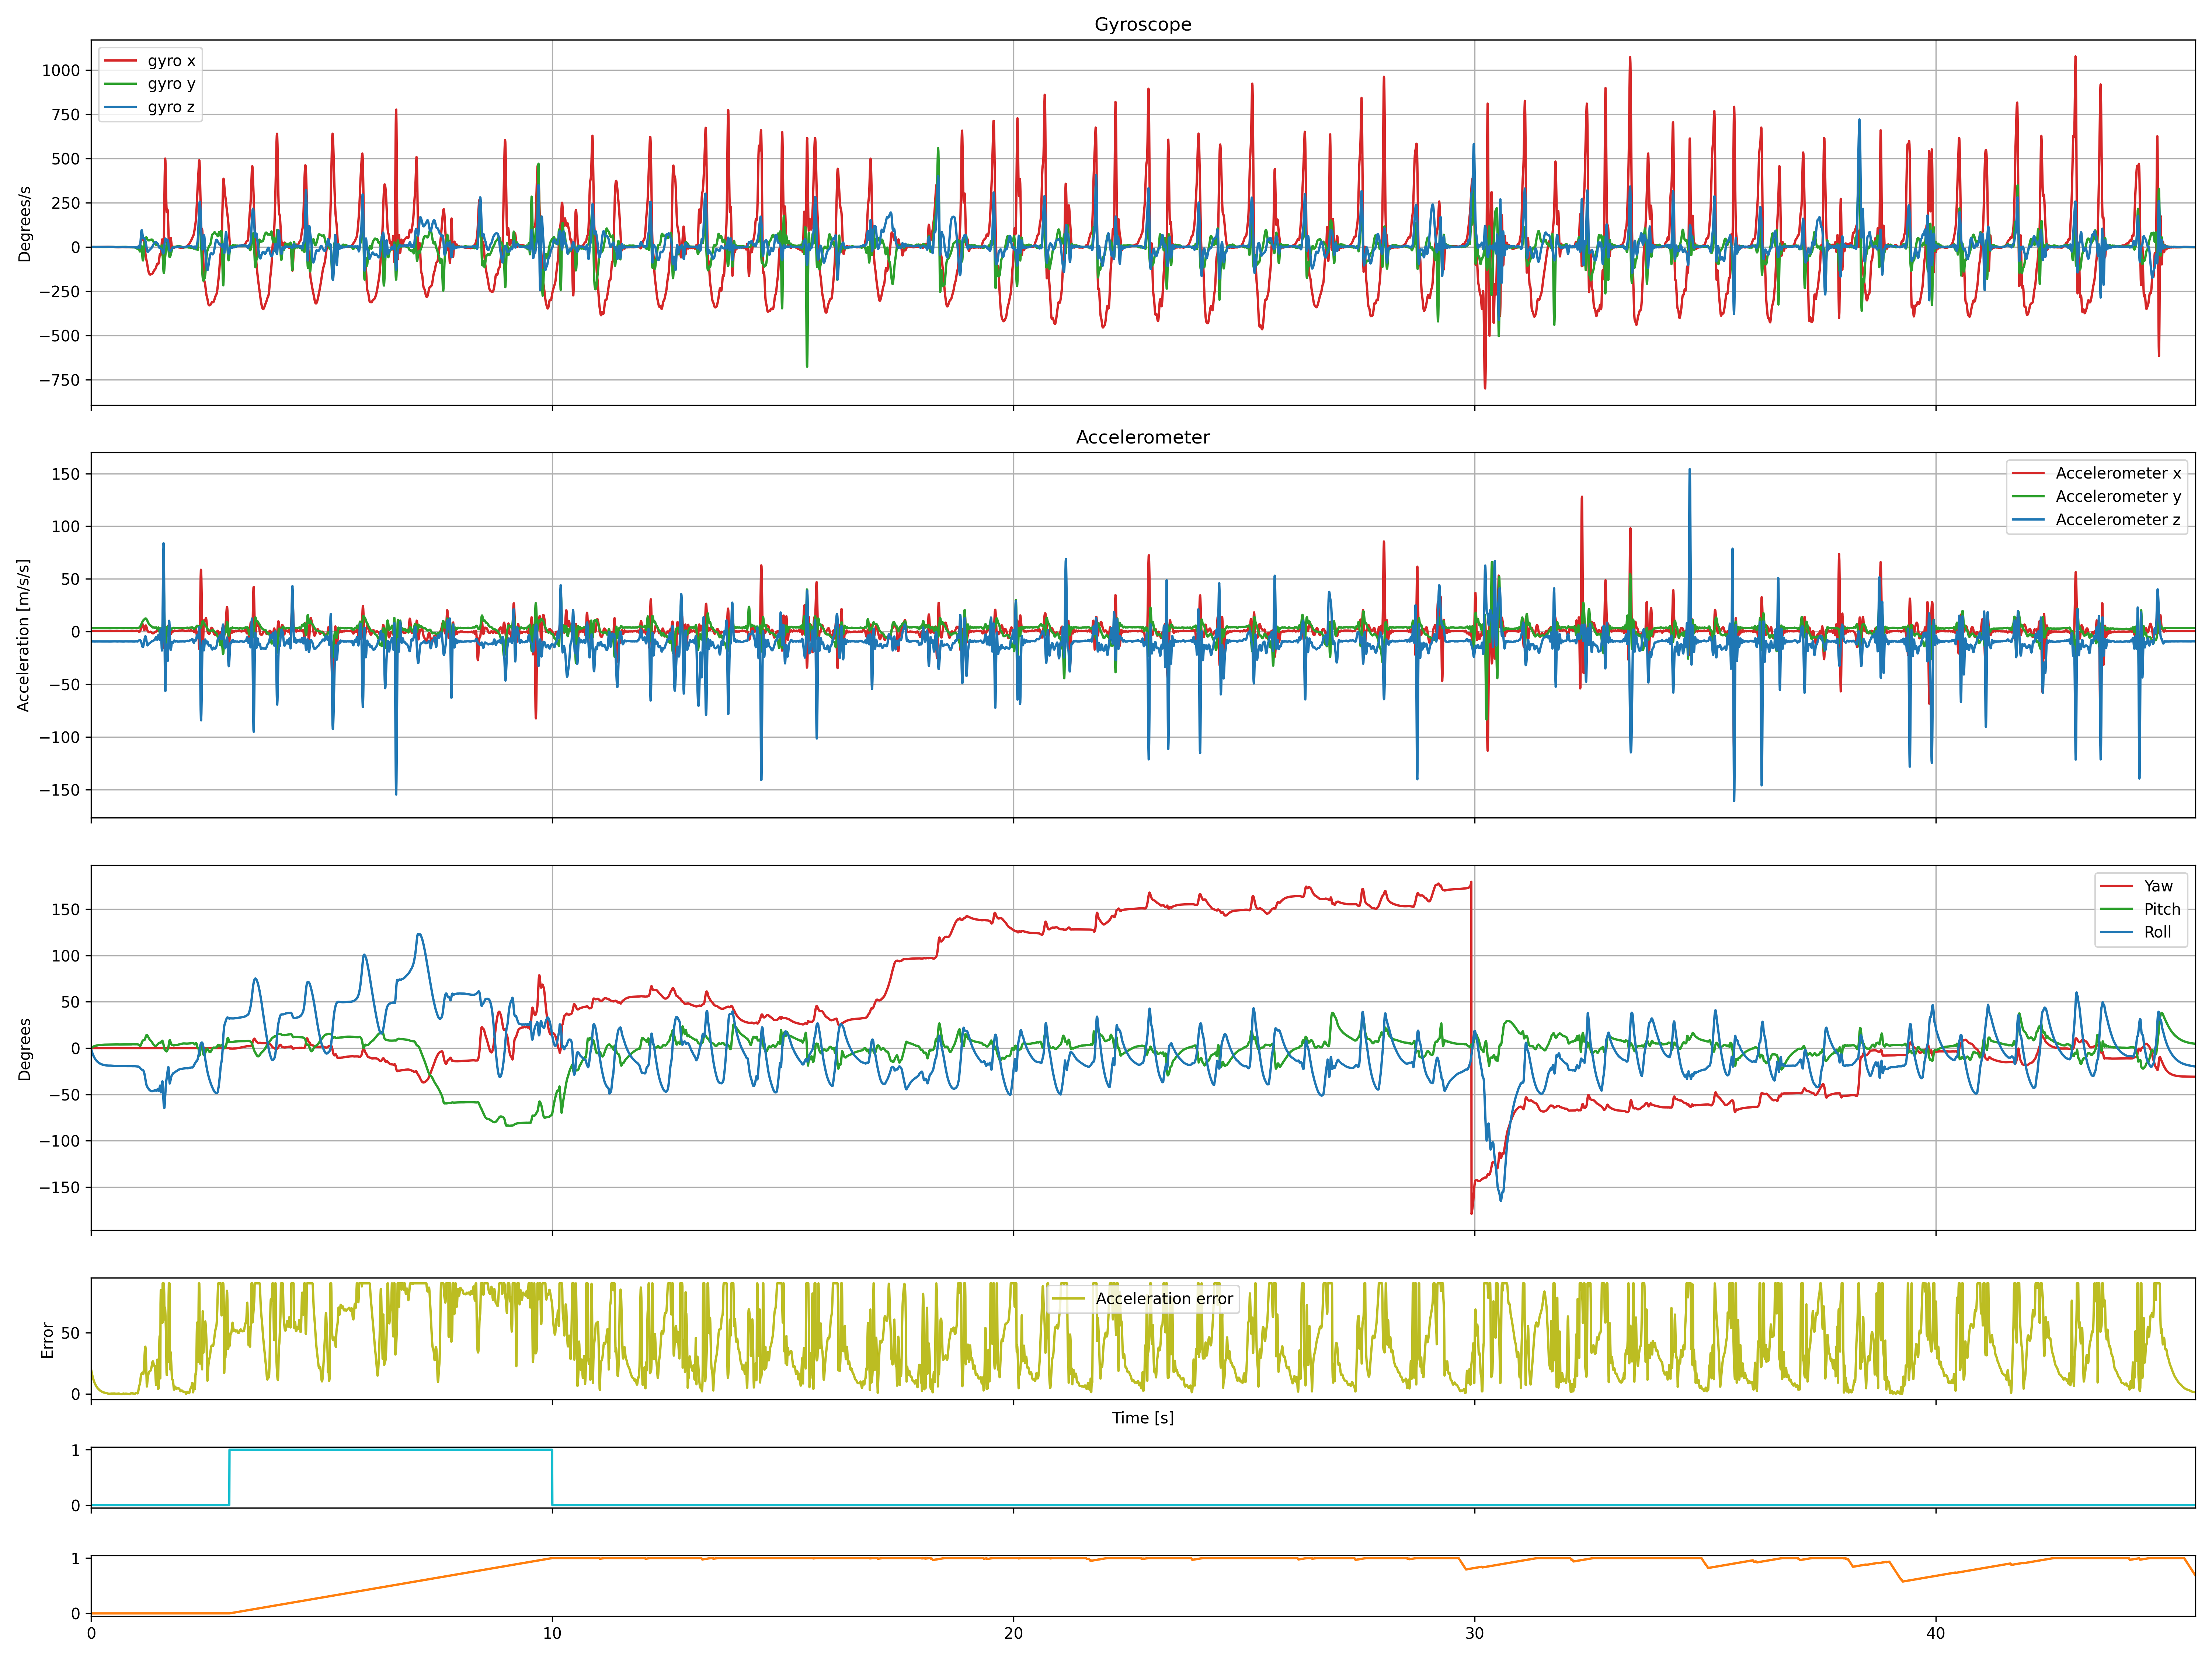 Gyroscope
gyro x
gyro y
gyro z
1000
750
500
250
0
−250
−500
−750
Degrees/s
Accelerometer
Accelerometer x
Accelerometer y
Accelerometer z
150
100
50
0
−50
−100
−150
Acceleration [m/s/s]
Yaw
Pitch
Roll
150
100
50
0
−50
−100
−150
Degrees
Acceleration error
50
0
Error
Time [s]
1
0
1
0
0
10
20
30
40